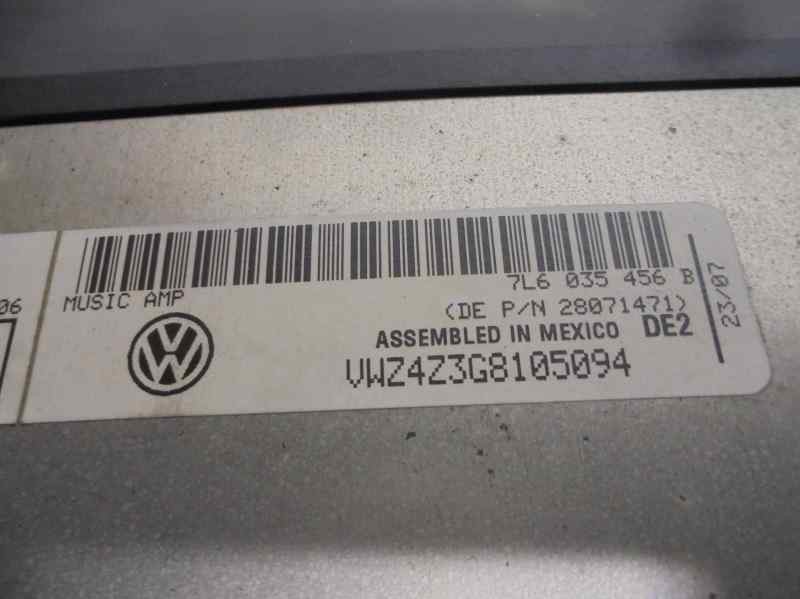 06
MUSIC AMP
7L6 035 456 B
(DE P/N 28071471)
ASSEMBLED IN MEXICO DE2
VWZ4Z3G8105094
23/07